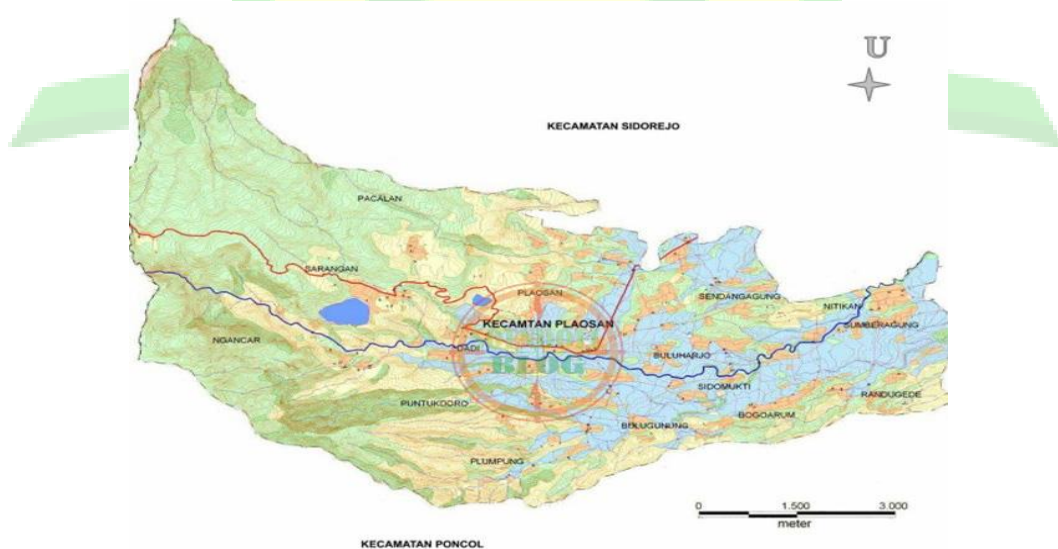 U
KECAMATAN SIDOREJO
PACALAN
SARANGAN
PLAOSAN
SENDANGAGUNG
NITIKAN
KECAMTAN PLAOSAN
SUMBERAGUNG
NGANCAR
DADI
BULUHARJO
BLOG
SIDOMUKTI
RANDUGEDE
PUNTUKDORO
BOGOARUM
BULUGUNUNG
PLUMPUNG
0 1.500 3.000
meter
KECAMATAN PONCOL